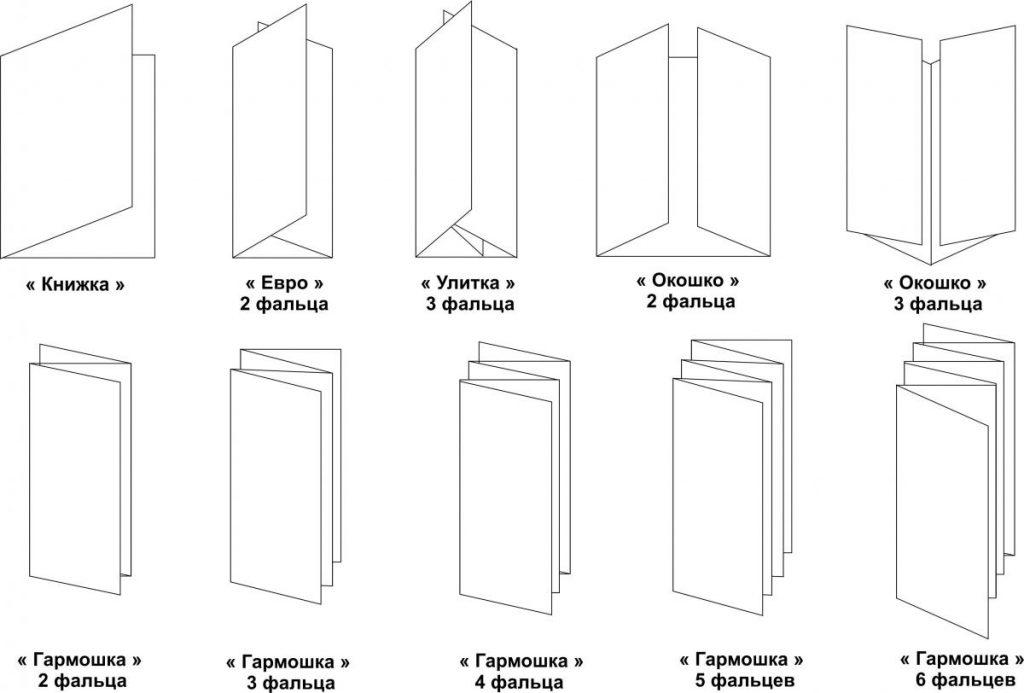 « Книжка »
« Евро »
2 фальца
« Улитка »
3 фальца
« Окошко »
2 фальца
« Окошко »
3 фальца
« Гармошка »
2 фальца
« Гармошка »
3 фальца
« Гармошка »
4 фальца
« Гармошка »
5 фальцев
« Гармошка »
6 фальцев